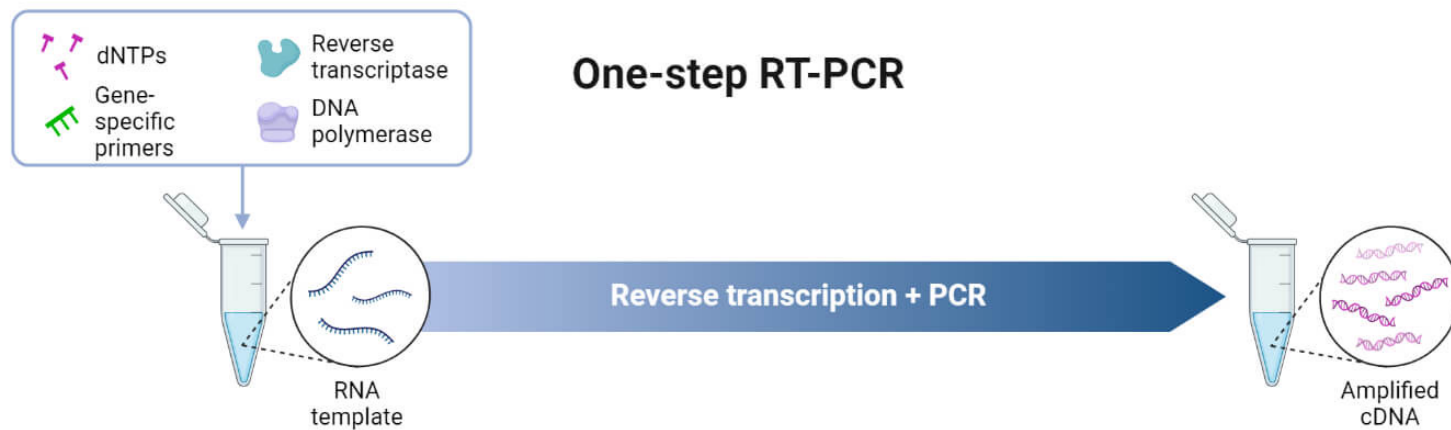 dNTPs
Gene-
specific
primers
Reverse
transcriptase
DNA
polymerase
One-step RT-PCR
Reverse transcription + PCR
RNA
template
Amplified
cDNA